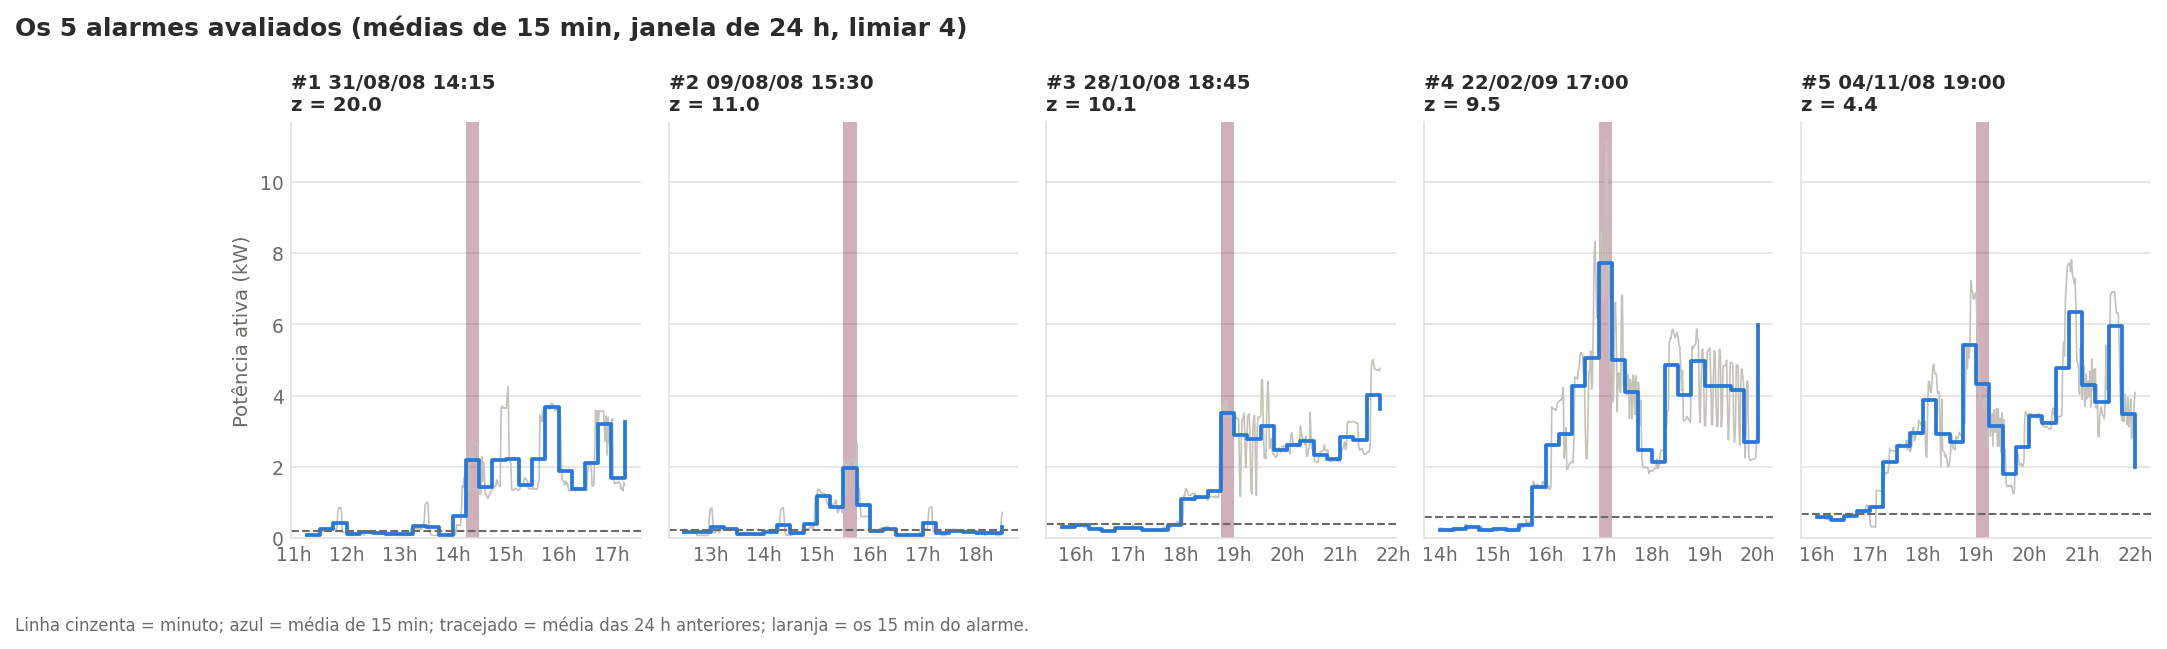 Os 5 alarmes avaliados (médias de 15 min, janela de 24 h, limiar 4)
#1 31/08/08 14:15
z = 20.0
#2 09/08/08 15:30
z = 11.0
#3 28/10/08 18:45
z = 10.1
#4 22/02/09 17:00
z = 9.5
#5 04/11/08 19:00
z = 4.4
Potência ativa (kW)
10
8
6
4
2
0
11h 12h 13h 14h 15h 16h 17h
13h 14h 15h 16h 17h 18h
16h 17h 18h 19h 20h 21h 22h
14h 15h 16h 17h 18h 19h 20h
16h 17h 18h 19h 20h 21h 22h
Linha cinzenta = minuto; azul = média de 15 min; tracejado = média das 24 h anteriores; laranja = os 15 min do alarme.